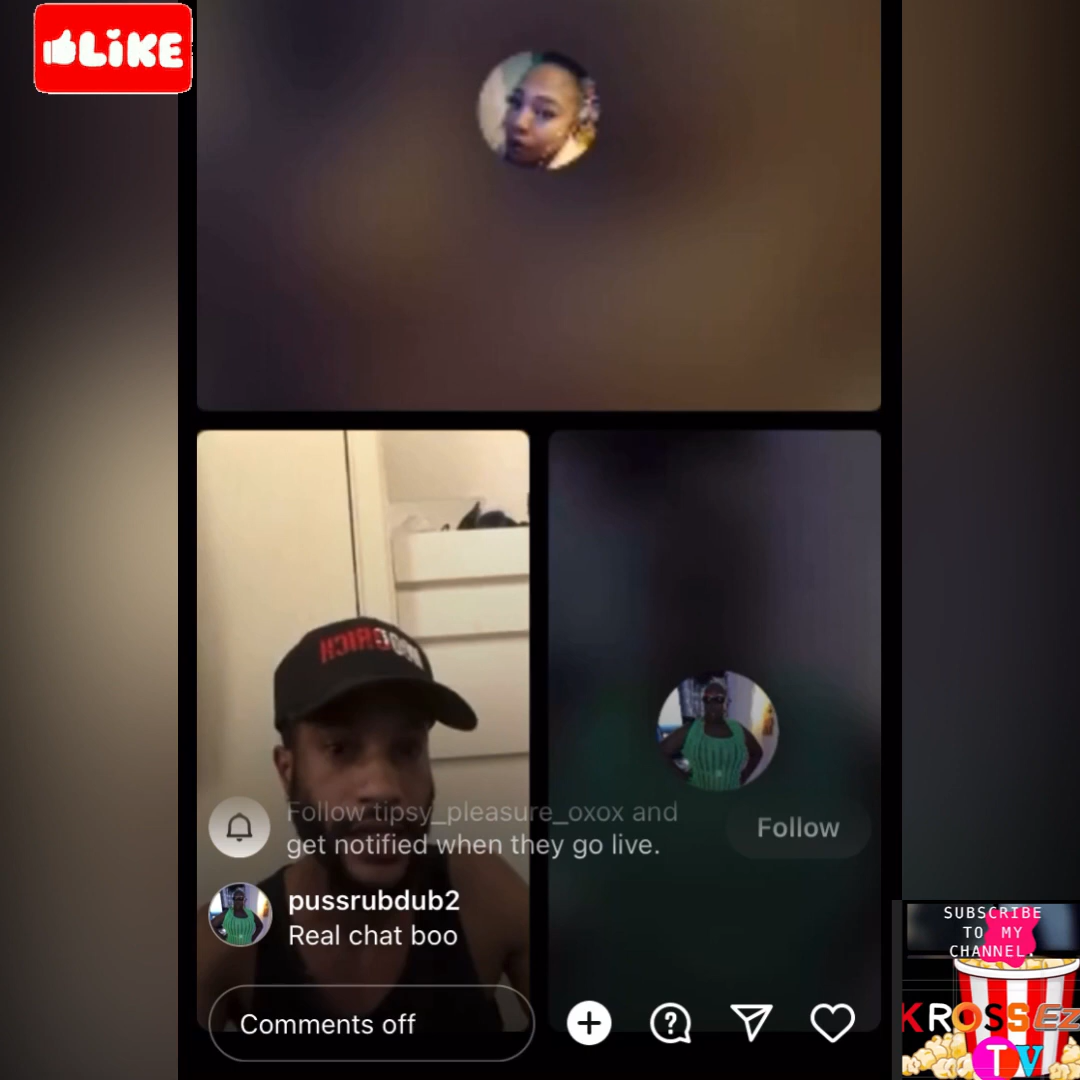 LiKE
Follow tipsy_pleasure_oxox and
get notified when they go live.
Follow
pussrubdub2
Real chat boo
Comments off
SUBSCRIBE
TO MY
CHANNEL.
KROSSEz
TV